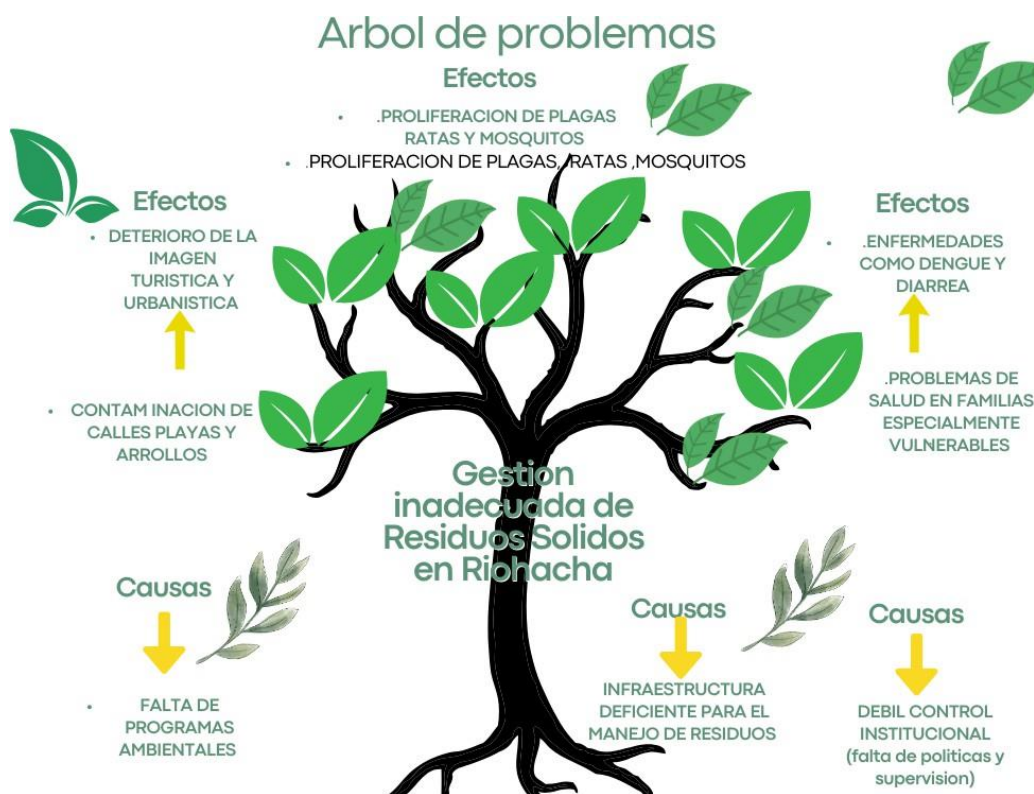 Arbol de problemas
Efectos
• .PROLIFERACION DE PLAGAS
RATAS Y MOSQUITOS
• .PROLIFERACION DE PLAGAS, RATAS ,MOSQUITOS
Efectos
• DETERIORO DE LA
IMAGEN
TURISTICA Y
URBANISTICA
• CONTAM INACION DE
CALLES PLAYAS Y
ARROLLOS
Efectos
• .ENFERMEDADES
COMO DENGUE Y
DIARREA
.PROBLEMAS DE
SALUD EN FAMILIAS
ESPECIALMENTE
VULNERABLES
Gestion
inadecuada de
Residuos Solidos
en Riohacha
Causas
• FALTA DE
PROGRAMAS
AMBIENTALES
Causas
INFRAESTRUCTURA
DEFICIENTE PARA EL
MANEJO DE RESIDUOS
Causas
DEBIL CONTROL
INSTITUCIONAL
(falta de politicas y
supervision)